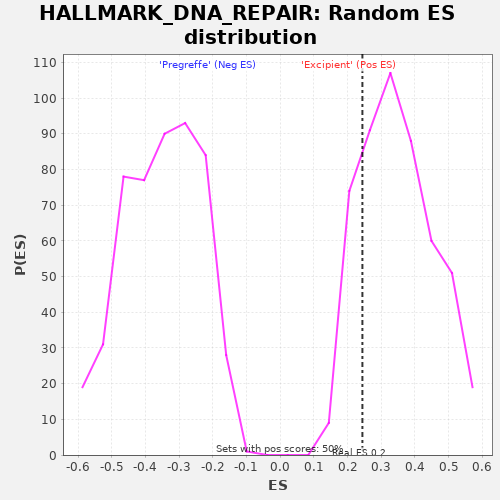 HALLMARK_DNA_REPAIR: Random ES
distribution
'Pregreffe' (Neg ES) 'Excipient' (Pos ES)
110
100
90
80
70
60
50
40
30
20
10
0
P(ES)
Sets with pos scores: 50%
Real ES 0.2
-0.6 -0.5 -0.4 -0.3 -0.2 -0.1 0.0 0.1 0.2 0.3 0.4 0.5 0.6
ES